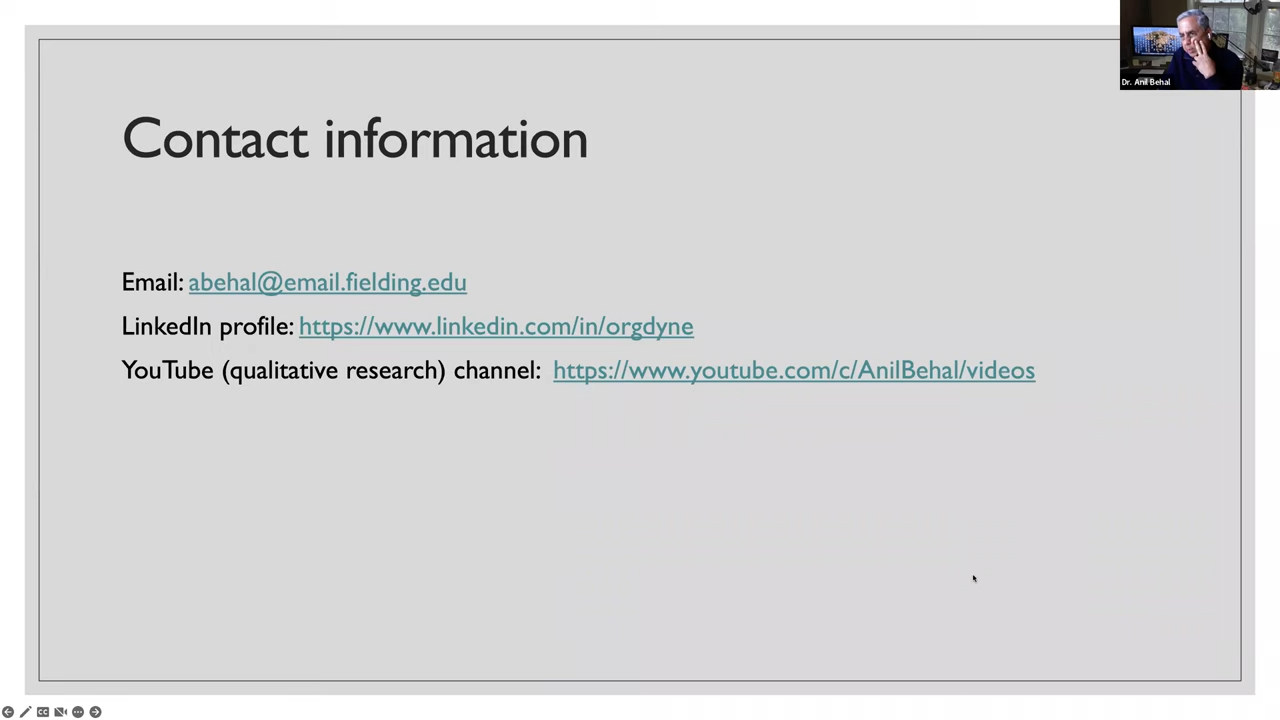 Dr. Anil Behal
Contact information
Email: abehal@email.fielding.edu
LinkedIn profile: https://www.linkedin.com/in/orgdyne
YouTube (qualitative research) channel: https://www.youtube.com/c/AnilBehal/videos
CC